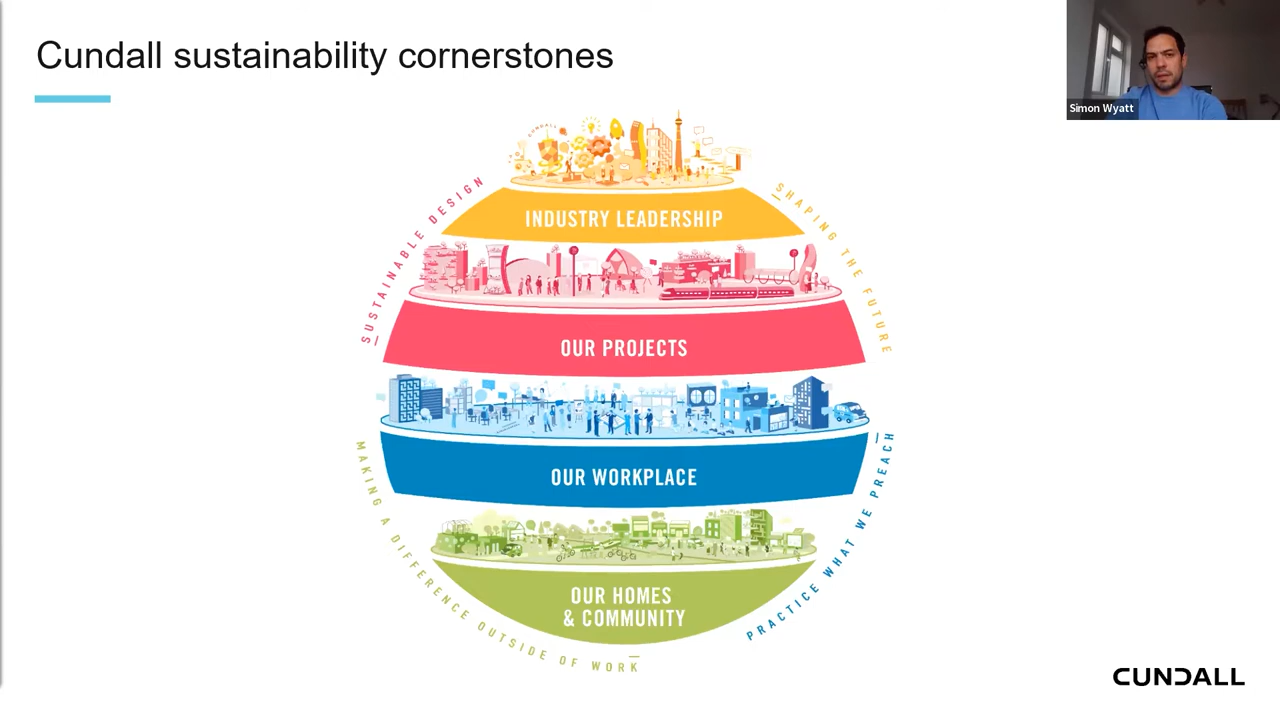 Cundall sustainability cornerstones
Simon Wyatt
SUSTAINABLE DESIGN
SHAPING THE FUTURE
INDUSTRY LEADERSHIP
OUR PROJECTS
OUR WORKPLACE
OUR HOMES
& COMMUNITY
MAKING A DIFFERENCE OUTSIDE OF WORK
PRACTICE WHAT WE PREACH
CUNDALL